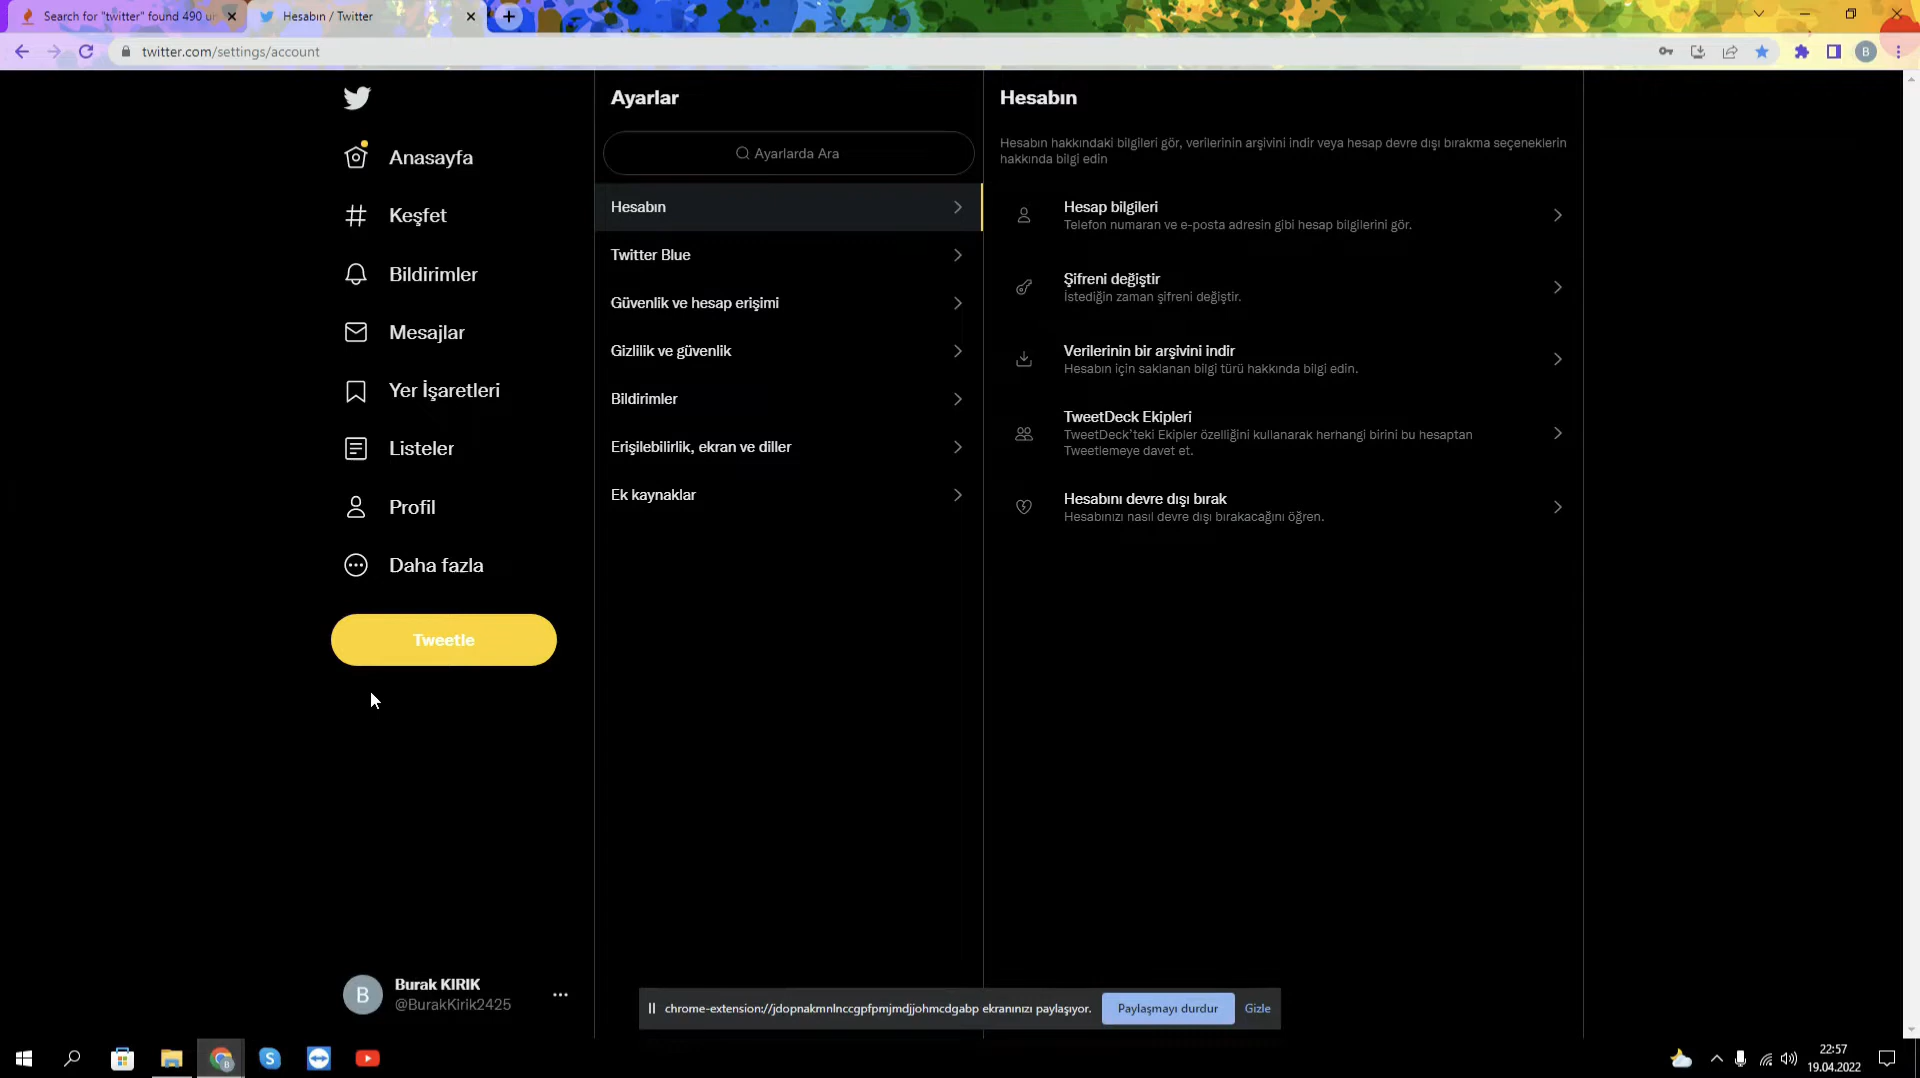 Search for "twitter" found 490 un
Hesabın / Twitter
twitter.com/settings/account
B
Anasayfa
Keşfet
Bildirimler
Mesajlar
Yer İşaretleri
Listeler
Profil
Daha fazla
Tweetle
B
Burak KIRIK
@BurakKirik2425
Ayarlar
Ayarlarda Ara
Hesabın
Twitter Blue
Güvenlik ve hesap erişimi
Gizlilik ve güvenlik
Bildirimler
Erişilebilirlik, ekran ve diller
Ek kaynaklar
Hesabın
Hesabın hakkındaki bilgileri gör, verilerinin arşivini indir veya hesap devre dışı bırakma seçeneklerin
hakkında bilgi edin
Hesap bilgileri
Telefon numaran ve e-posta adresin gibi hesap bilgilerini gör.
Şifreni değiştir
İstediğin zaman şifreni değiştir.
Verilerinin bir arşivini indir
Hesabın için saklanan bilgi türü hakkında bilgi edin.
TweetDeck Ekipleri
TweetDeck'teki Ekipler özelliğini kullanarak herhangi birini bu hesaptan
Tweetlemeye davet et.
Hesabını devre dışı bırak
Hesabınızı nasıl devre dışı bırakacağını öğren.
chrome-extension://jdopnakmnlnccgpfpmjmdjjohmcdgabp ekranınızı paylaşıyor.
Paylaşmayı durdur
Gizle
22:57
19.04.2022